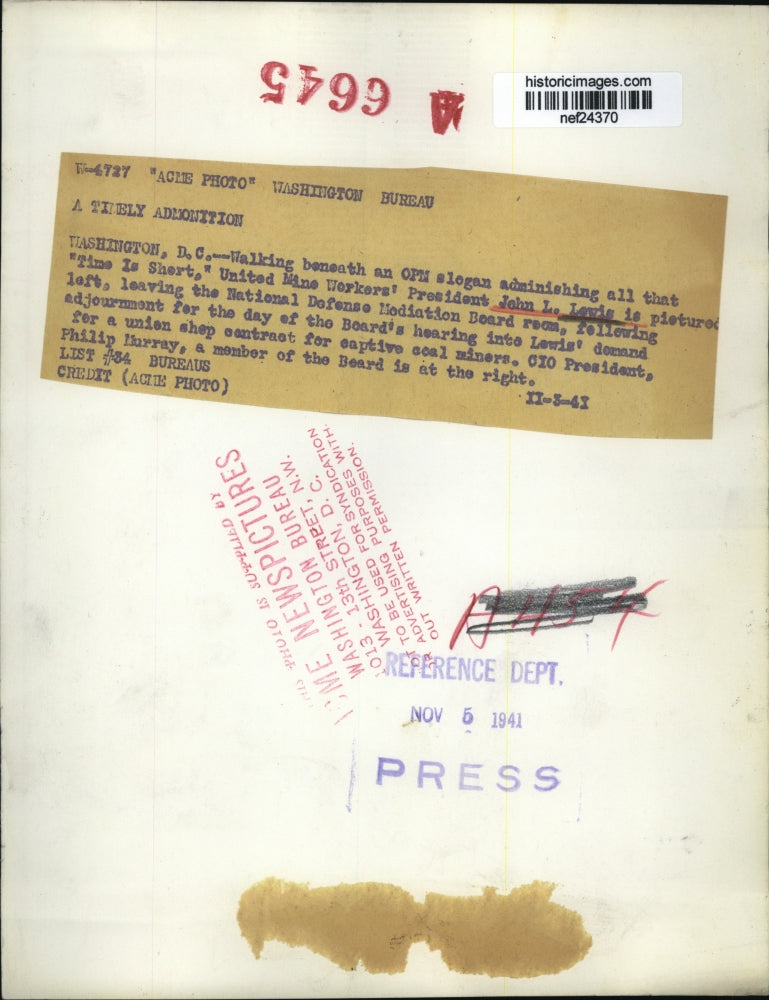 A 6645
historicimages.com
nef24370
W-4727 "ACME PHOTO" WASHINGTON BUREAU
A TIMELY ADMONITION
WASHINGTON, D.C.--Walking beneath an OPM slogan adminishing all that
"Time Is Short," United Mine Workers' President John L. Lewis is pictured
left, leaving the National Defense Mediation Board room, following
adjournment for the day of the Board's hearing into Lewis' demand
for a union shop contract for captive coal miners. CIO President,
Philip Murray, a member of the Board is at the right.
LIST #34 BUREAUS
CREDIT (ACME PHOTO)
II-3-4I
THIS PHOTO IS SUPPLIED BY
ACME NEWSPICTURES
WASHINGTON BUREAU
1013 - 13th STREET, N.W.
WASHINGTON, D. C.
NOT TO BE USED FOR SYNDICATION
OR ADVERTISING PURPOSES WITH-
OUT WRITTEN PERMISSION.
REFERENCE DEPT.
NOV 5 1941
PRESS